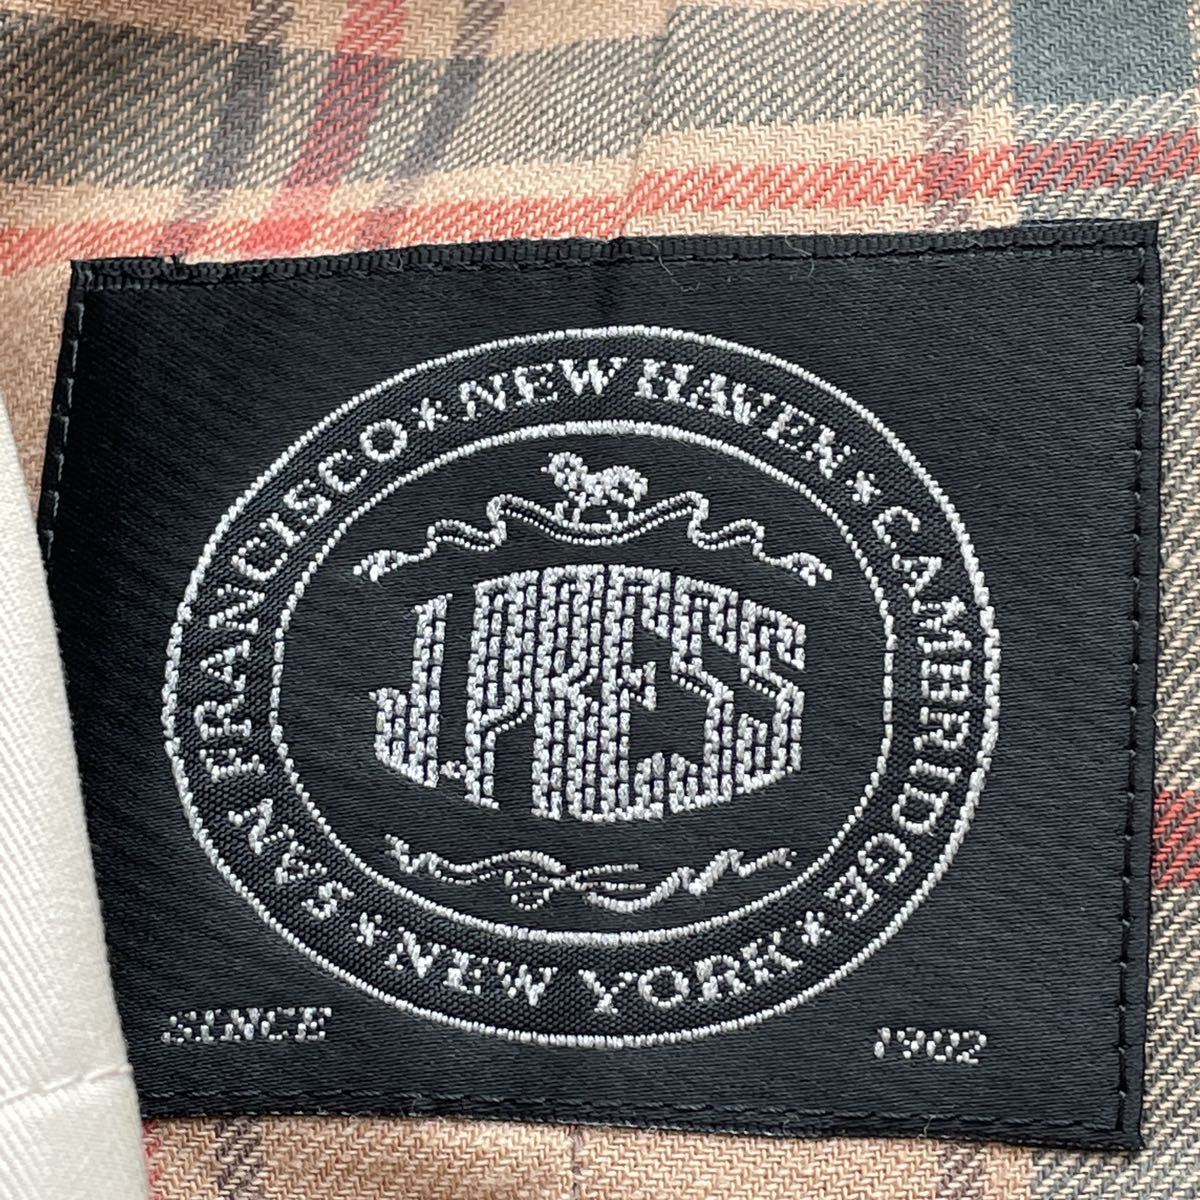 SAN FRANCISCO * NEW HAVEN * CAMBRIDGE * NEW YORK *
J.PRESS
SINCE 1902